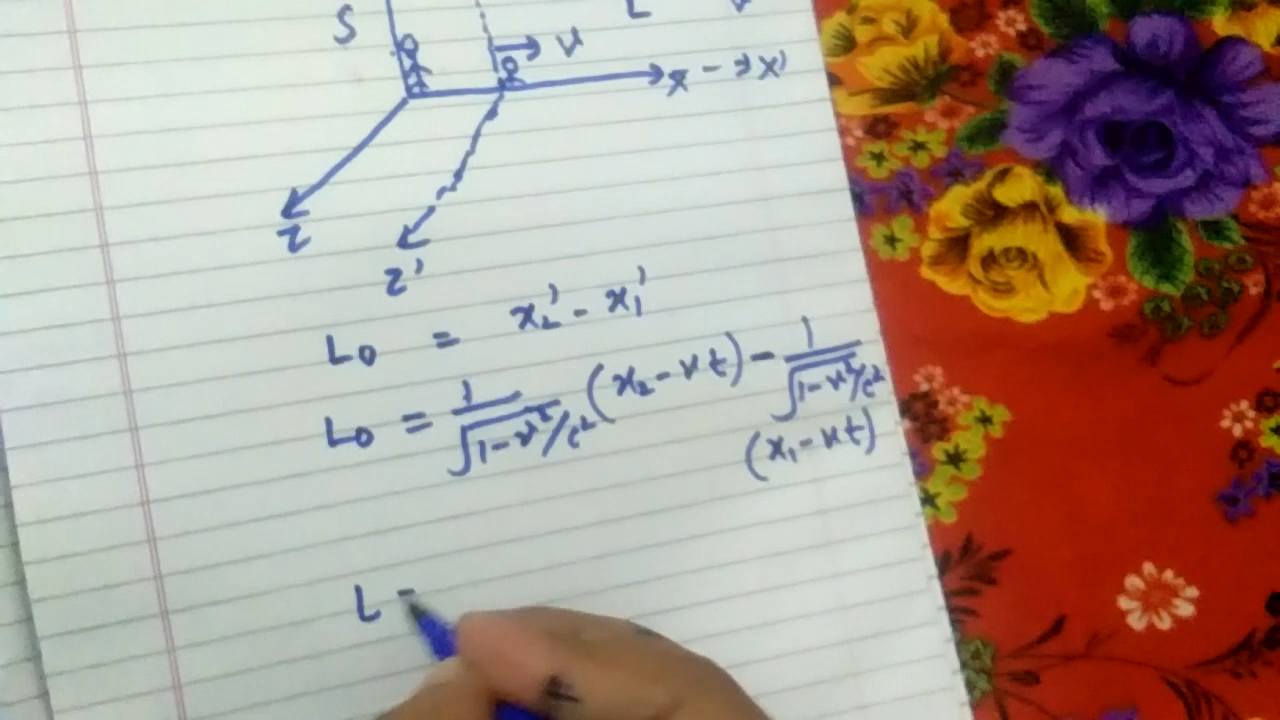 S
L
v
x - → x'
z
z'
L0 = x2' - x1'
L0 = 1/√1-v²/c² (x2 - vt) - 1/√1-v²/c²
(x1 - vt)
L =